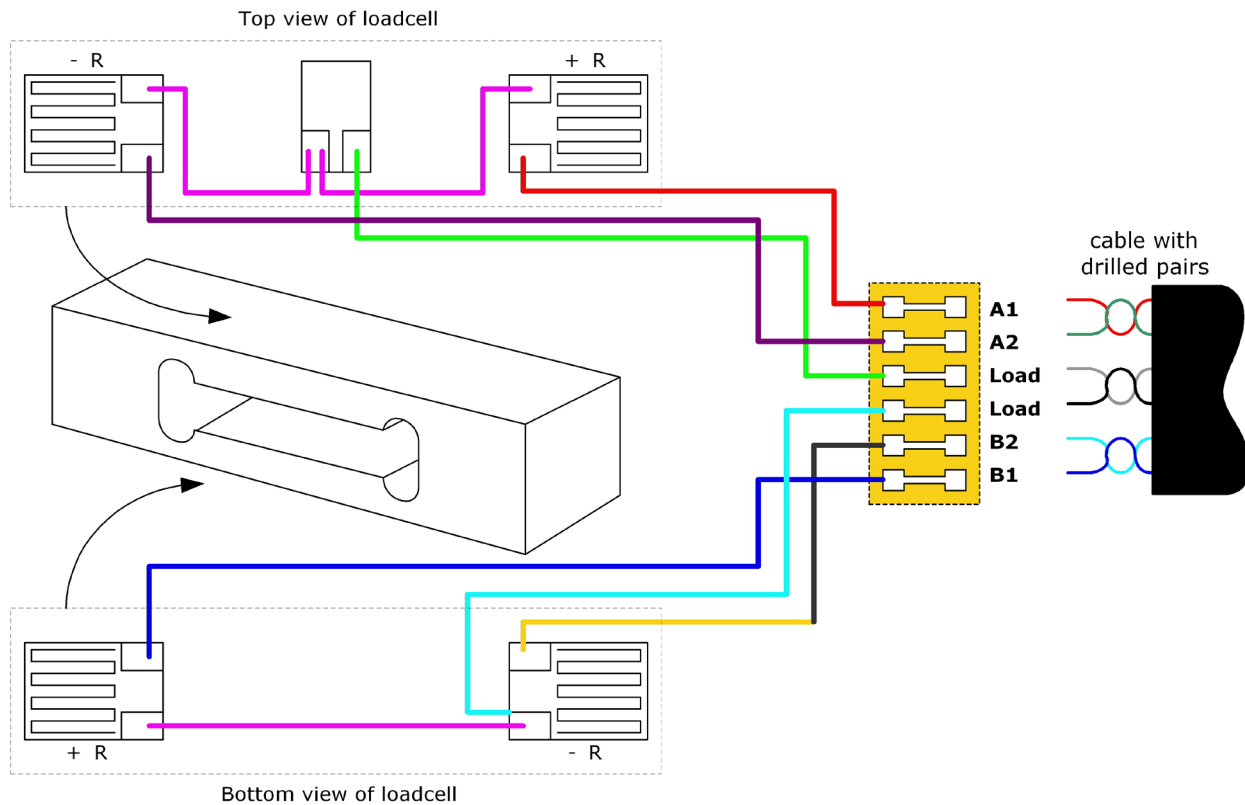 Top view of loadcell
- R
+ R
cable with
drilled pairs
A1
A2
Load
Load
B2
B1
+ R
- R
Bottom view of loadcell